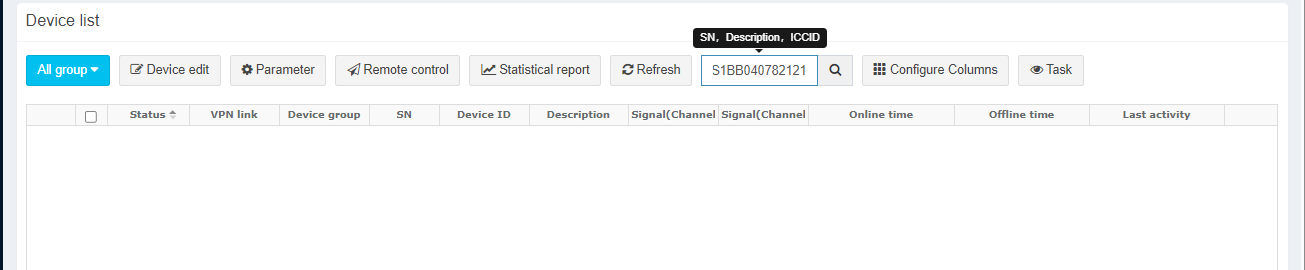 Device list
SN, Description, ICCID
All group Device edit Parameter Remote control Statistical report Refresh S1BB040782121 Configure Columns Task
Status VPN link Device group SN Device ID Description Signal(Channel Signal(Channel Online time Offline time Last activity